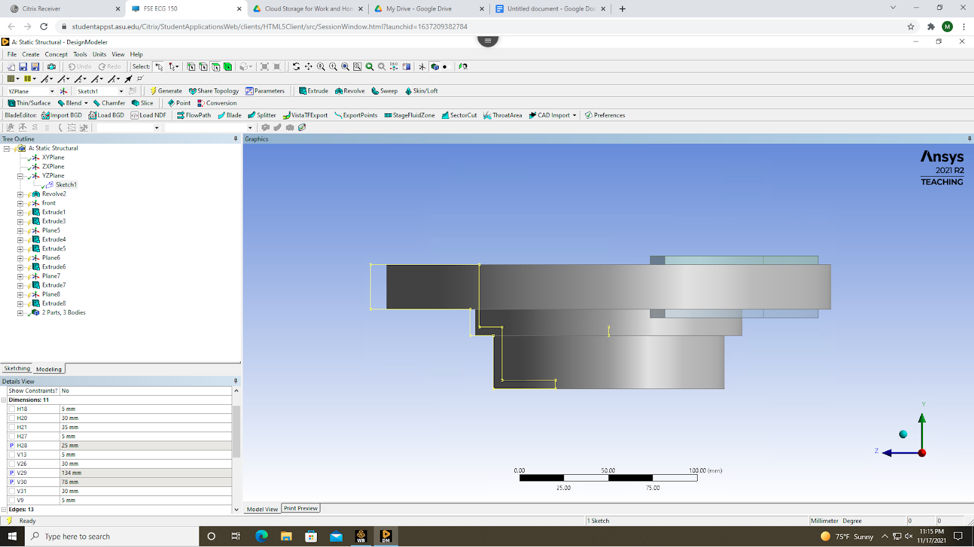 Citrix Receiver
FSE ECG 150
Cloud Storage for Work and Hom
My Drive - Google Drive
Untitled document - Google Doc
studentappst.asu.edu/Citrix/StudentApplicationsWeb/clients/HTML5Client/src/SessionWindow.html?launchid=1637209382784
M
A: Static Structural - DesignModeler
File Create Concept Tools Units View Help
Undo Redo Select:
YZPlane Sketch1 Generate Share Topology Parameters Extrude Revolve Sweep Skin/Loft
Thin/Surface Blend Chamfer Slice Point Conversion
BladeEditor: Import BGD Load BGD Load NDF FlowPath Blade Splitter VistaTFExport ExportPoints StageFluidZone SectorCut ThroatArea CAD Import Preferences
Tree Outline
Graphics
A: Static Structural
XYPlane
ZXPlane
YZPlane
Sketch1
Revolve2
front
Extrude1
Extrude3
Plane5
Extrude4
Extrude5
Plane6
Extrude6
Plane7
Extrude7
Plane8
Extrude8
2 Parts, 3 Bodies
Ansys
2021 R2
TEACHING
Sketching Modeling
Details View
Show Constraints? No
Dimensions: 11
H18 5 mm
H20 30 mm
H21 35 mm
H27 5 mm
P H28 25 mm
V13 5 mm
V26 30 mm
P V29 134 mm
P V30 78 mm
V31 30 mm
V9 5 mm
Edges: 13
Y
Z
0.00 50.00 100.00 (mm)
25.00 75.00
Model View Print Preview
Ready
1 Sketch
Millimeter Degree 0 0
Type here to search
WB
DM
75°F Sunny
11:15 PM
11/17/2021